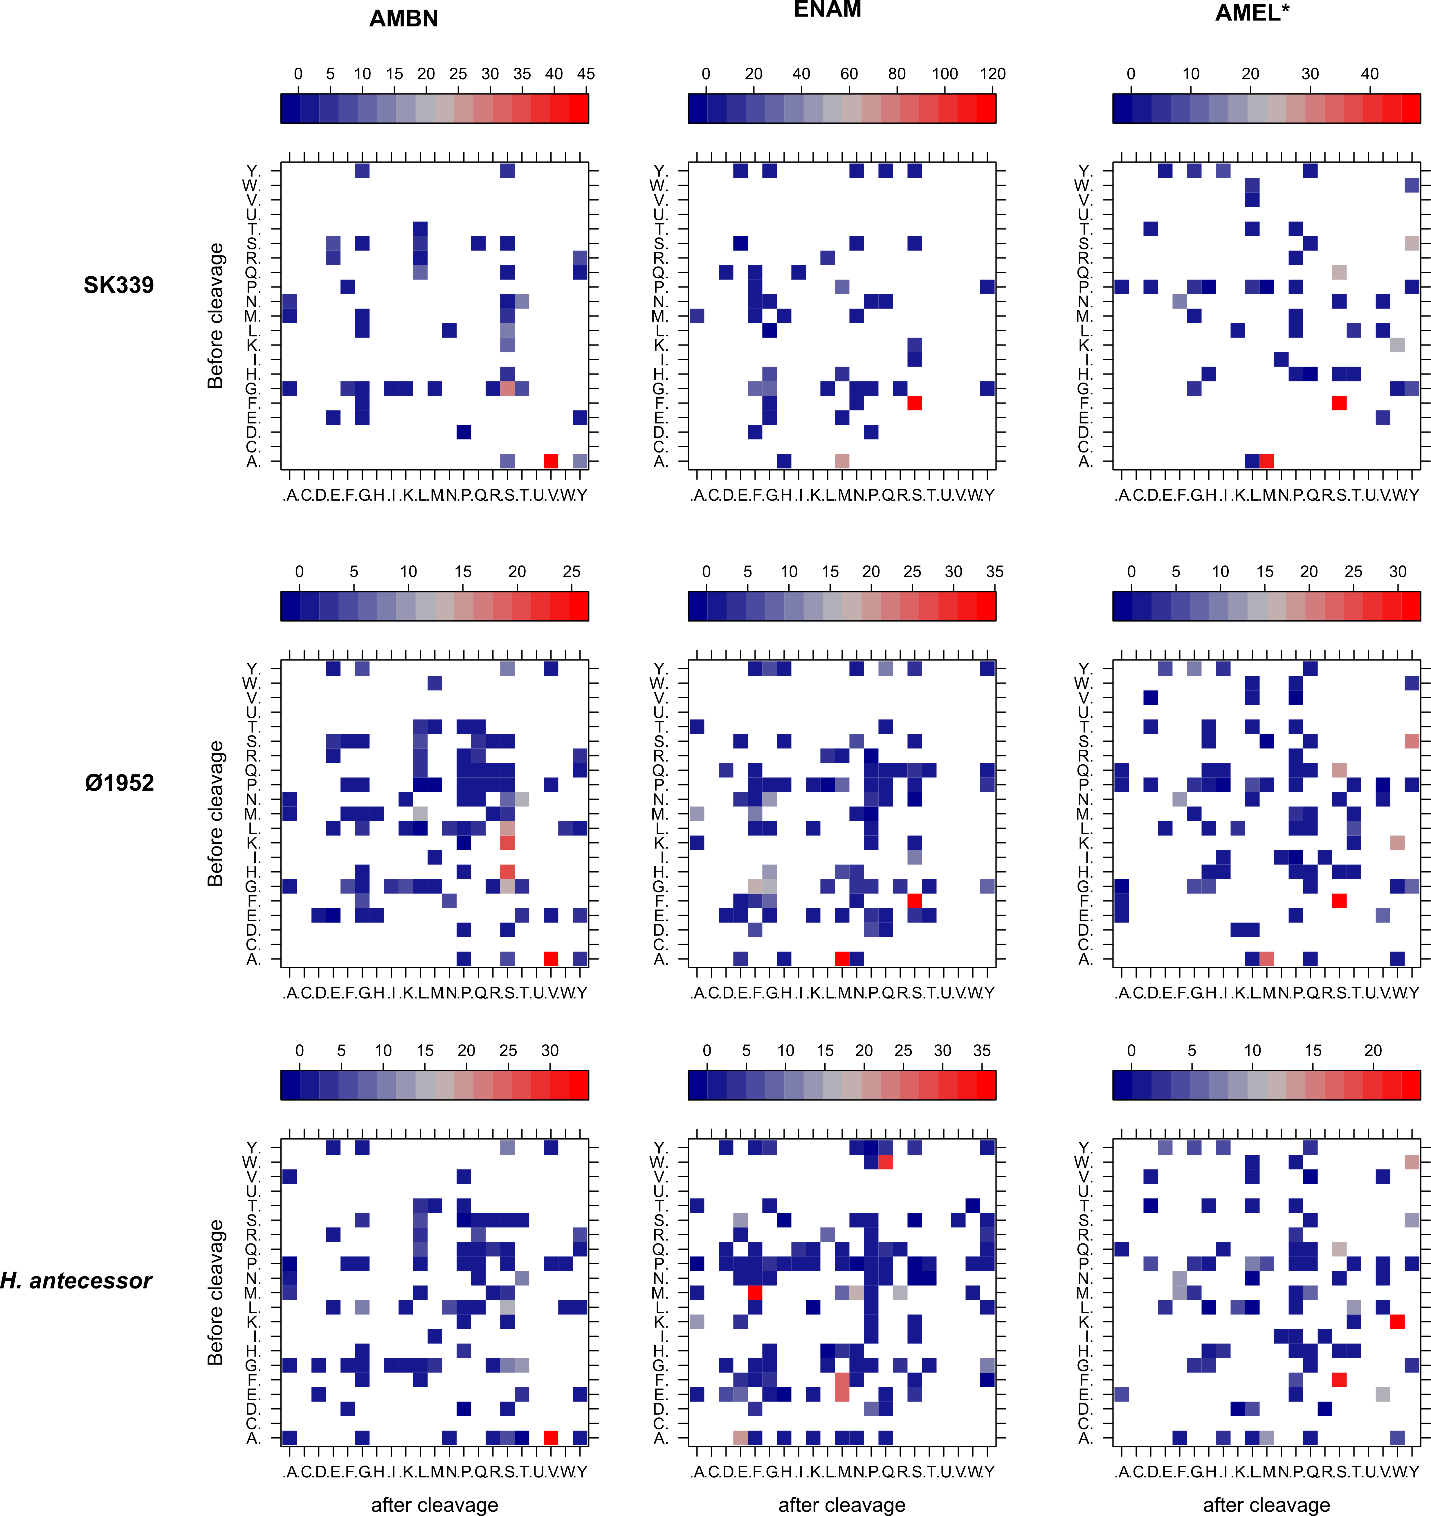 AMBN
ENAM
AMEL*
0 5 10 15 20 25 30 35 40 45
0 20 40 60 80 100 120
0 10 20 30 40
SK339
Before cleavage
Y. W. V. U. T. S. R. Q. P. N. M. L. K. I. H. G. F. E. D. C. A.
Y. W. V. U. T. S. R. Q. P. N. M. L. K. I. H. G. F. E. D. C. A.
Y. W. V. U. T. S. R. Q. P. N. M. L. K. I. H. G. F. E. D. C. A.
.A.C.D.E.F.G.H.I.K.L.M.N.P.Q.R.S.T.U.V.W.Y
.A.C.D.E.F.G.H.I.K.L.M.N.P.Q.R.S.T.U.V.W.Y
.A.C.D.E.F.G.H.I.K.L.M.N.P.Q.R.S.T.U.V.W.Y
0 5 10 15 20 25
0 5 10 15 20 25 30 35
0 5 10 15 20 25 30
Ø1952
Before cleavage
Y. W. V. U. T. S. R. Q. P. N. M. L. K. I. H. G. F. E. D. C. A.
Y. W. V. U. T. S. R. Q. P. N. M. L. K. I. H. G. F. E. D. C. A.
Y. W. V. U. T. S. R. Q. P. N. M. L. K. I. H. G. F. E. D. C. A.
.A.C.D.E.F.G.H.I.K.L.M.N.P.Q.R.S.T.U.V.W.Y
.A.C.D.E.F.G.H.I.K.L.M.N.P.Q.R.S.T.U.V.W.Y
.A.C.D.E.F.G.H.I.K.L.M.N.P.Q.R.S.T.U.V.W.Y
0 5 10 15 20 25 30
0 5 10 15 20 25 30 35
0 5 10 15 20
H. antecessor
Before cleavage
Y. W. V. U. T. S. R. Q. P. N. M. L. K. I. H. G. F. E. D. C. A.
Y. W. V. U. T. S. R. Q. P. N. M. L. K. I. H. G. F. E. D. C. A.
Y. W. V. U. T. S. R. Q. P. N. M. L. K. I. H. G. F. E. D. C. A.
.A.C.D.E.F.G.H.I.K.L.M.N.P.Q.R.S.T.U.V.W.Y
.A.C.D.E.F.G.H.I.K.L.M.N.P.Q.R.S.T.U.V.W.Y
.A.C.D.E.F.G.H.I.K.L.M.N.P.Q.R.S.T.U.V.W.Y
after cleavage
after cleavage
after cleavage